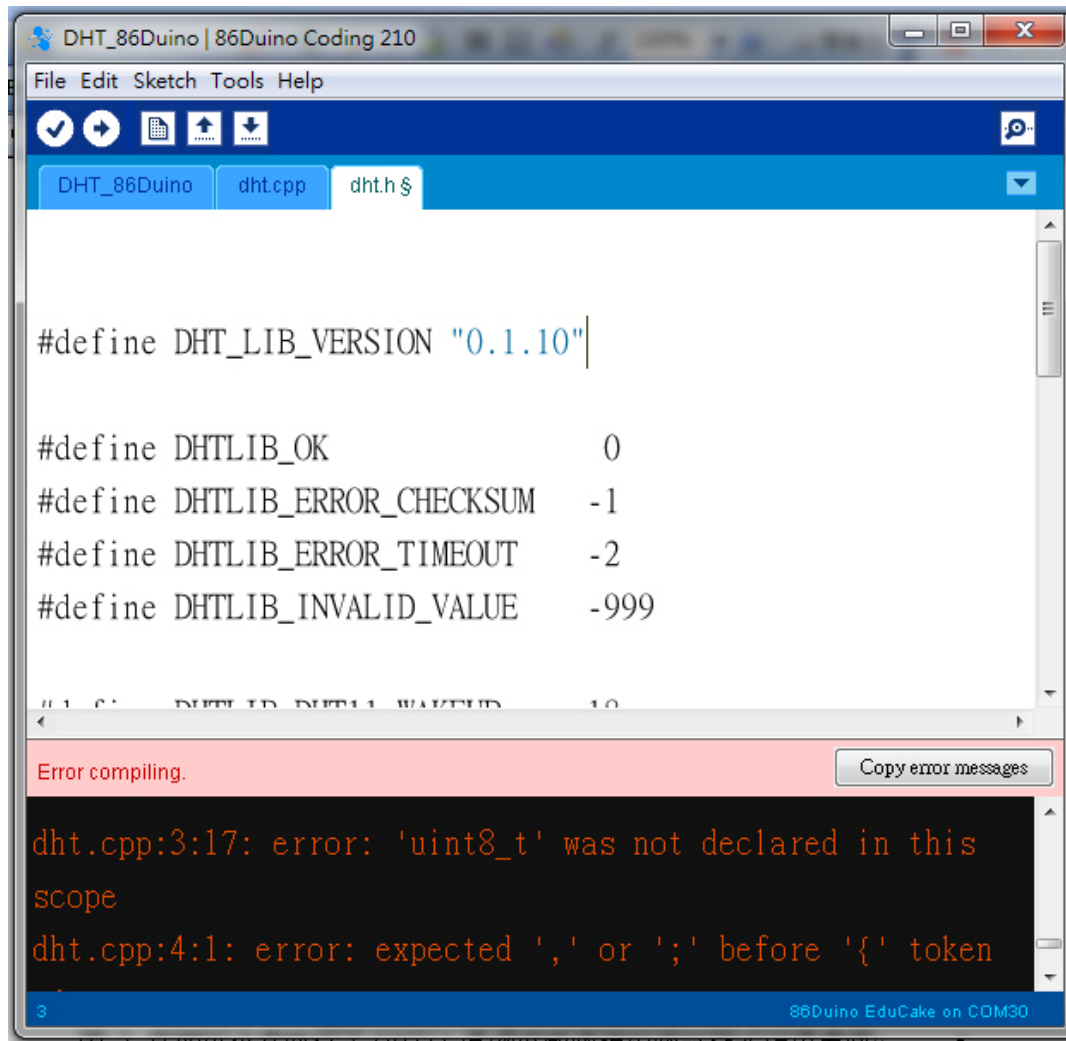 DHT_86Duino | 86Duino Coding 210
File Edit Sketch Tools Help
DHT_86Duino dht.cpp dht.h §
#define DHT_LIB_VERSION "0.1.10"
#define DHTLIB_OK 0
#define DHTLIB_ERROR_CHECKSUM -1
#define DHTLIB_ERROR_TIMEOUT -2
#define DHTLIB_INVALID_VALUE -999
Error compiling. Copy error messages
dht.cpp:3:17: error: 'uint8_t' was not declared in this
scope
dht.cpp:4:1: error: expected ',' or ';' before '{' token
3 86Duino EduCake on COM30